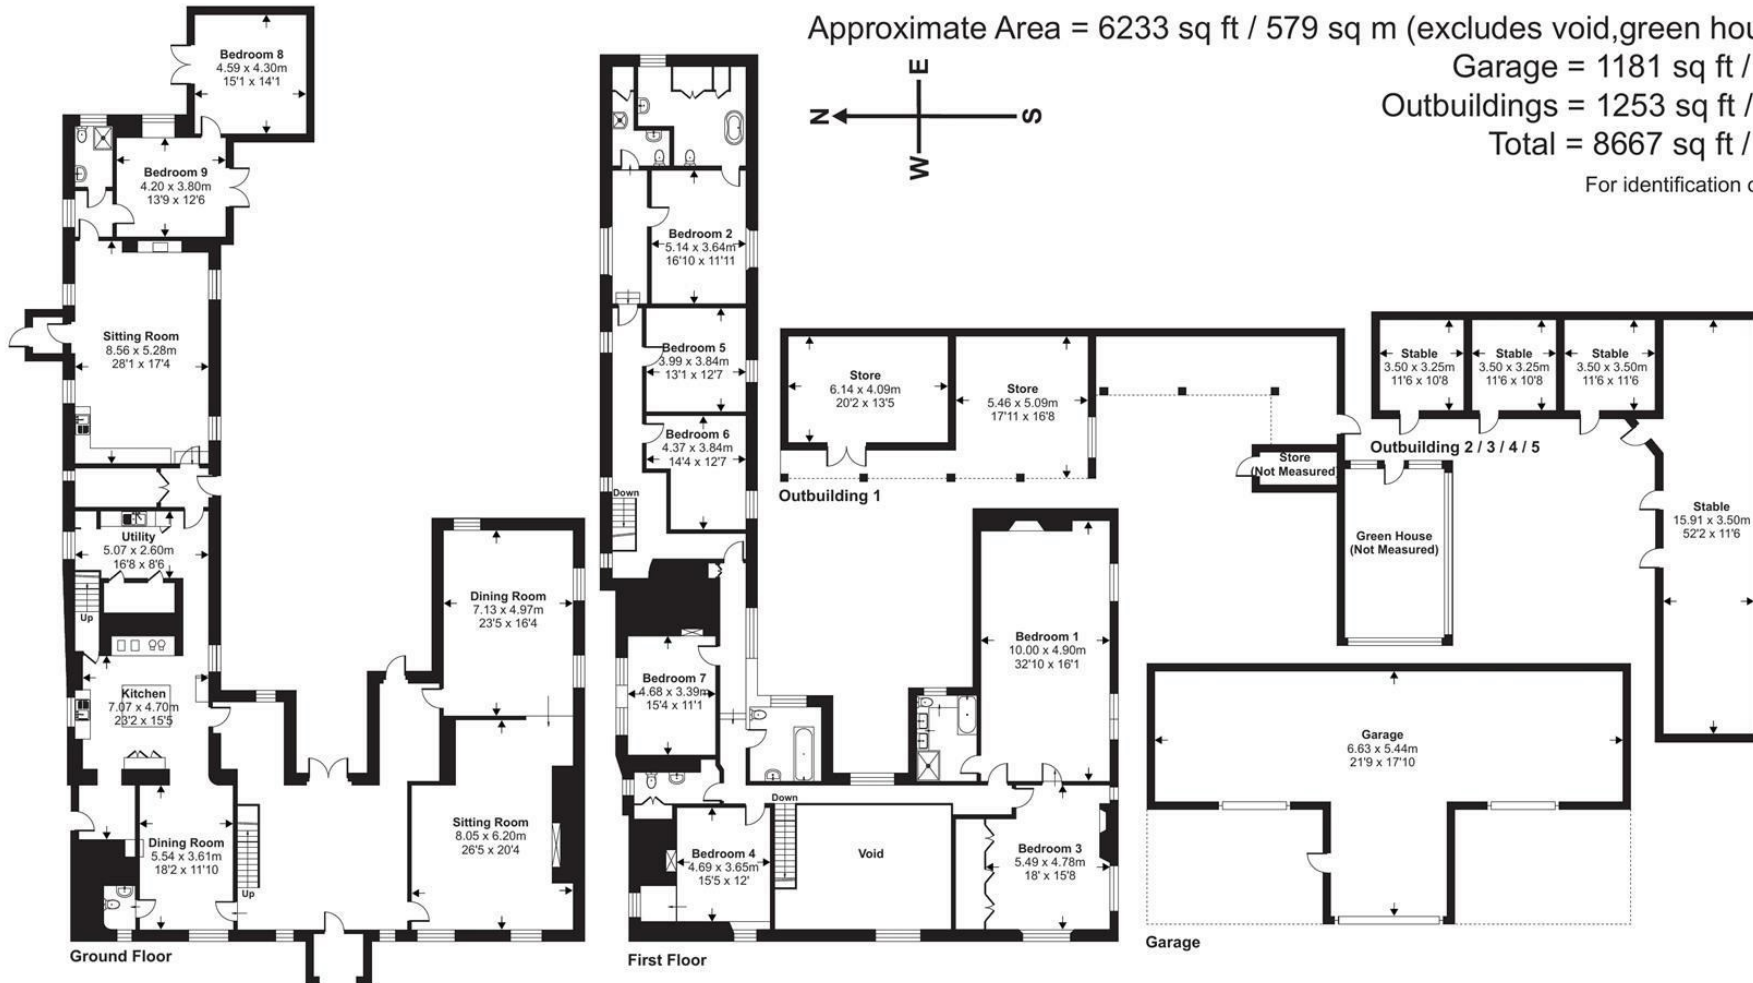 Approximate Area = 6233 sq ft / 579 sq m (excludes void,green
Garage = 1181 sq ft /
Outbuildings = 1253 sq ft /
Total = 8667 sq ft /
For identification
E
N
S
W
Bedroom 8
4.59 x 4.30m
15'1 x 14'1
Bedroom 9
4.20 x 3.80m
13'9 x 12'6
Sitting Room
8.56 x 5.28m
28'1 x 17'4
Utility
5.07 x 2.60m
16'8 x 8'6
Up
Kitchen
7.07 x 4.70m
23'2 x 15'5
Dining Room
5.54 x 3.61m
18'2 x 11'10
Up
Dining Room
7.13 x 4.97m
23'5 x 16'4
Sitting Room
8.05 x 6.20m
26'5 x 20'4
Ground Floor
Bedroom 2
5.14 x 3.64m
16'10 x 11'11
Bedroom 5
3.99 x 3.84m
13'1 x 12'7
Bedroom 6
4.37 x 3.84m
14'4 x 12'7
Down
Bedroom 7
4.68 x 3.39m
15'4 x 11'1
Bedroom 1
10.00 x 4.90m
32'10 x 16'1
Down
Bedroom 4
4.69 x 3.65m
15'5 x 12'
Void
Bedroom 3
5.49 x 4.78m
18' x 15'8
First Floor
Store
6.14 x 4.09m
20'2 x 13'5
Store
5.46 x 5.09m
17'11 x 16'8
Outbuilding 1
Store
(Not Measured)
Stable
3.50 x 3.25m
11'6 x 10'8
Stable
3.50 x 3.25m
11'6 x 10'8
Stable
3.50 x 3.50m
11'6 x 11'6
Outbuilding 2 / 3 / 4 / 5
Stable
15.91 x 3.50m
52'2 x 11'6
Green House
(Not Measured)
Garage
6.63 x 5.44m
21'9 x 17'10
Garage